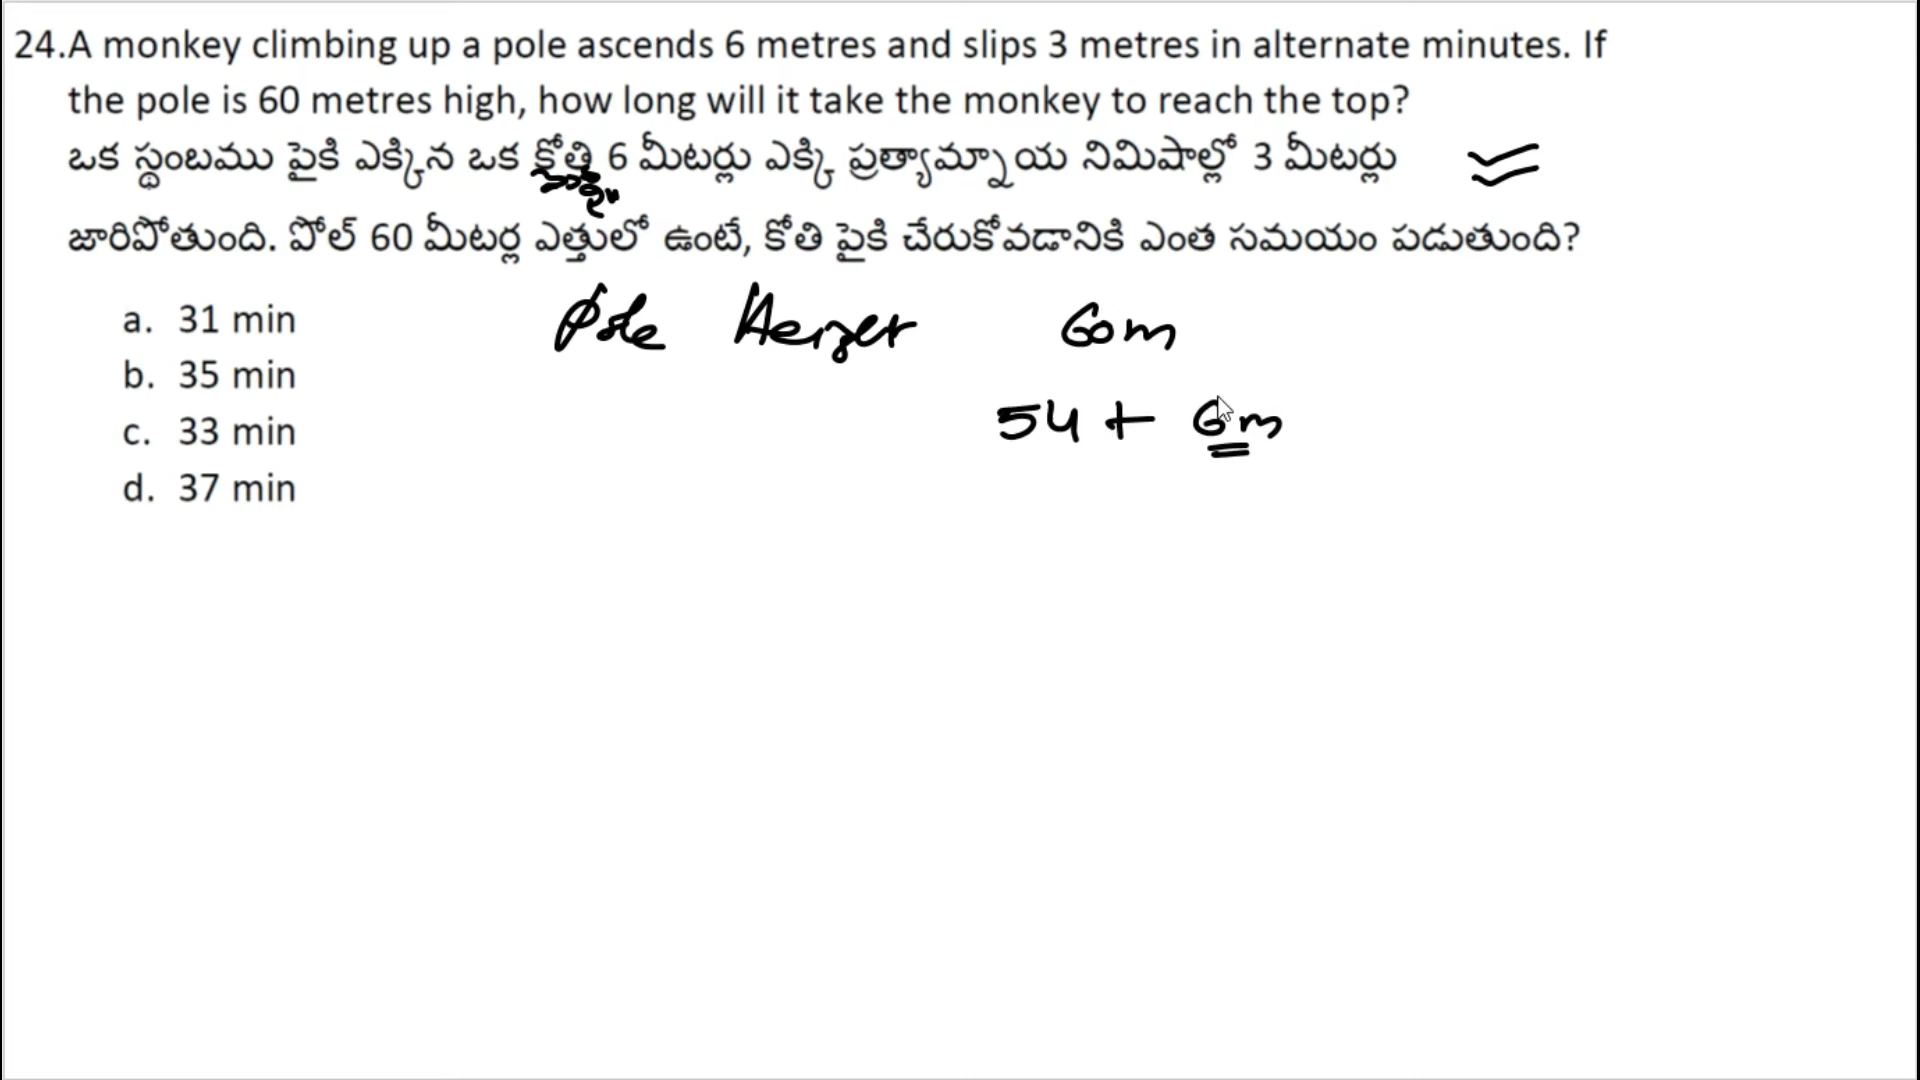 24.A monkey climbing up a pole ascends 6 metres and slips 3 metres in alternate minutes. If
the pole is 60 metres high, how long will it take the monkey to reach the top?
ఒక స్థంబము పైకి ఎక్కిన ఒక కోతి 6 మీటర్లు ఎక్కి ప్రత్యామ్నాయ నిమిషాల్లో 3 మీటర్లు
జారిపోతుంది. పోల్ 60 మీటర్ల ఎత్తులో ఉంటే, కోతి పైకి చేరుకోవడానికి ఎంత సమయం పడుతుంది?
a. 31 min
Pole 60m
b. 35 min
c. 33 min
54 + 6m
d. 37 min